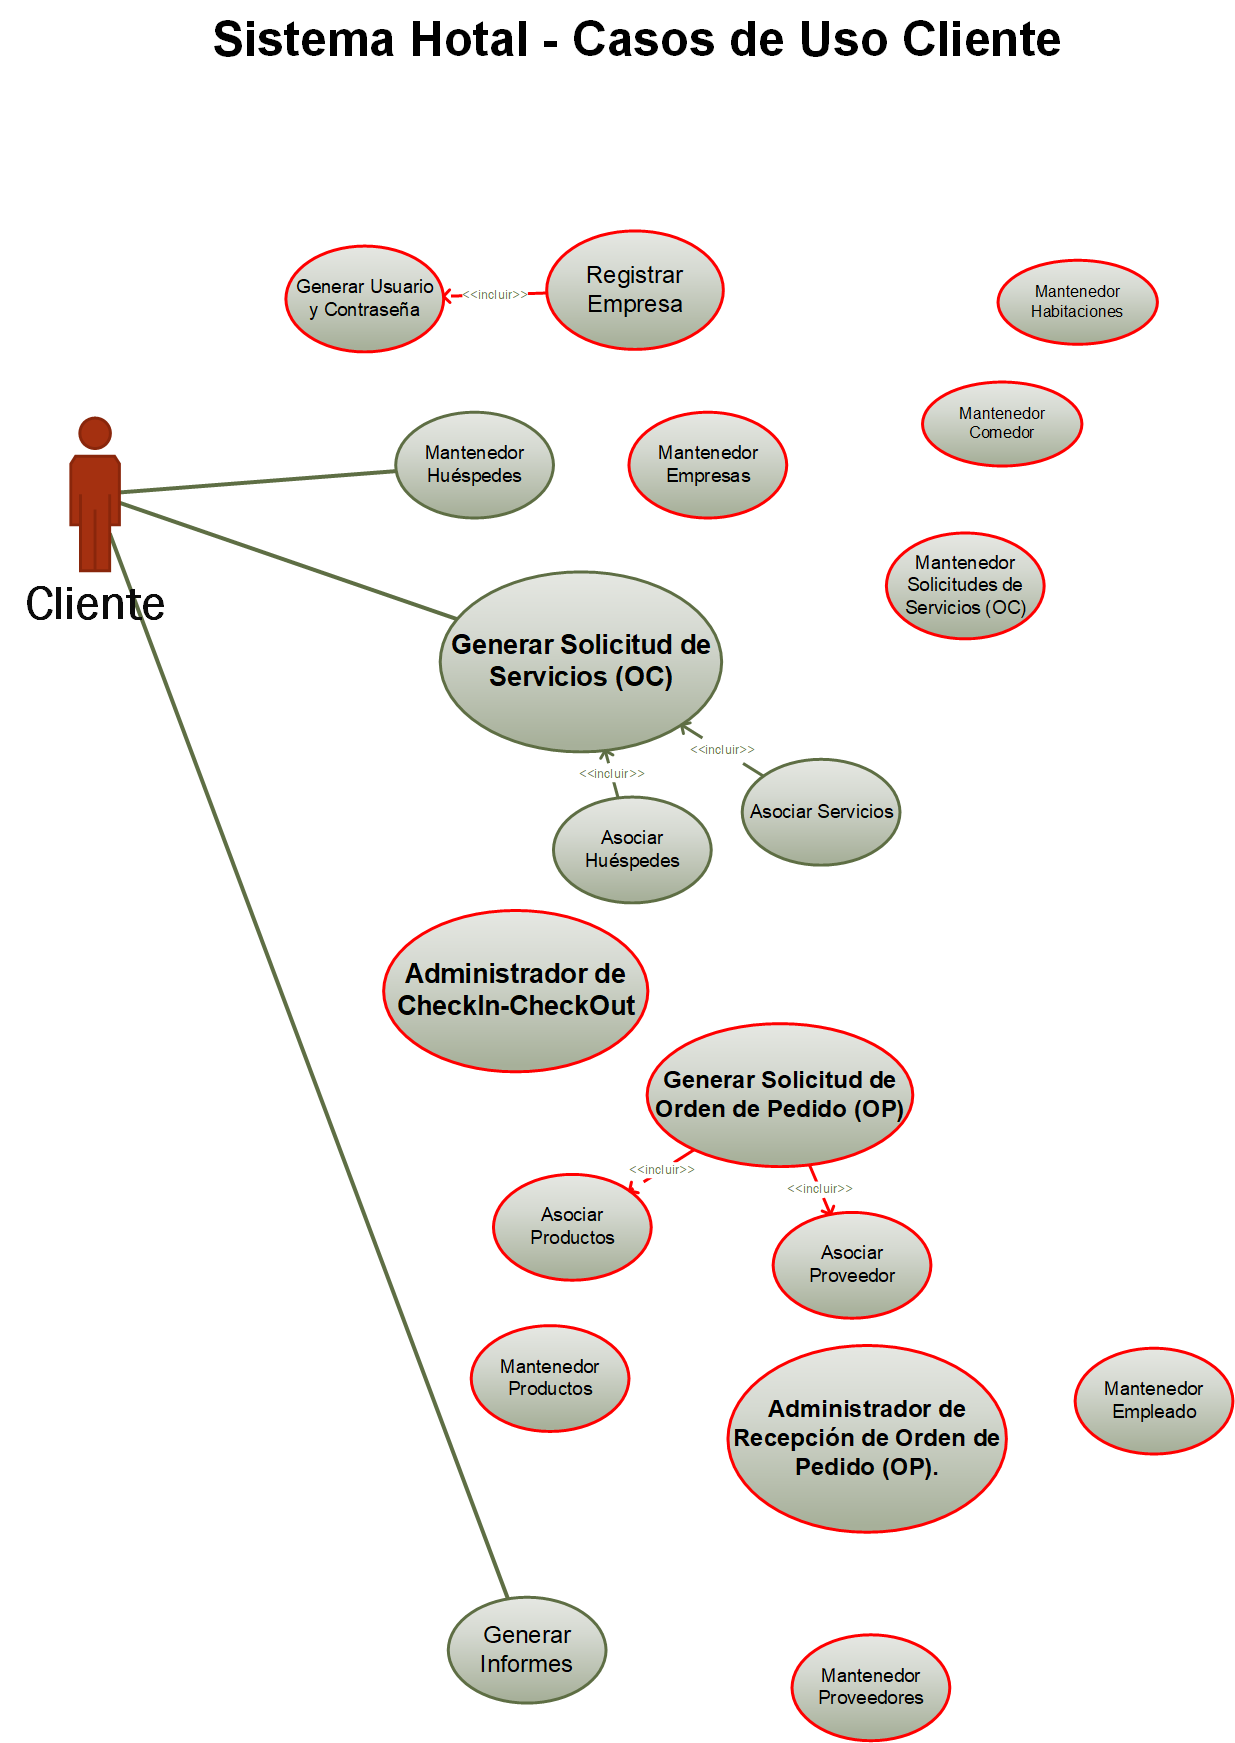 Sistema Hotal - Casos de Uso Cliente
Generar Usuario
y Contraseña
<<incluir>>
Registrar
Empresa
Mantenedor
Habitaciones
Mantenedor
Huéspedes
Mantenedor
Empresas
Mantenedor
Comedor
Cliente
Mantenedor
Solicitudes de
Servicios (OC)
Generar Solicitud de
Servicios (OC)
<<incluir>>
<<incluir>>
Asociar Servicios
Asociar
Huéspedes
Administrador de
CheckIn-CheckOut
Generar Solicitud de
Orden de Pedido (OP)
<<incluir>>
<<incluir>>
Asociar
Productos
Asociar
Proveedor
Mantenedor
Productos
Administrador de
Recepción de Orden de
Pedido (OP).
Mantenedor
Empleado
Generar
Informes
Mantenedor
Proveedores